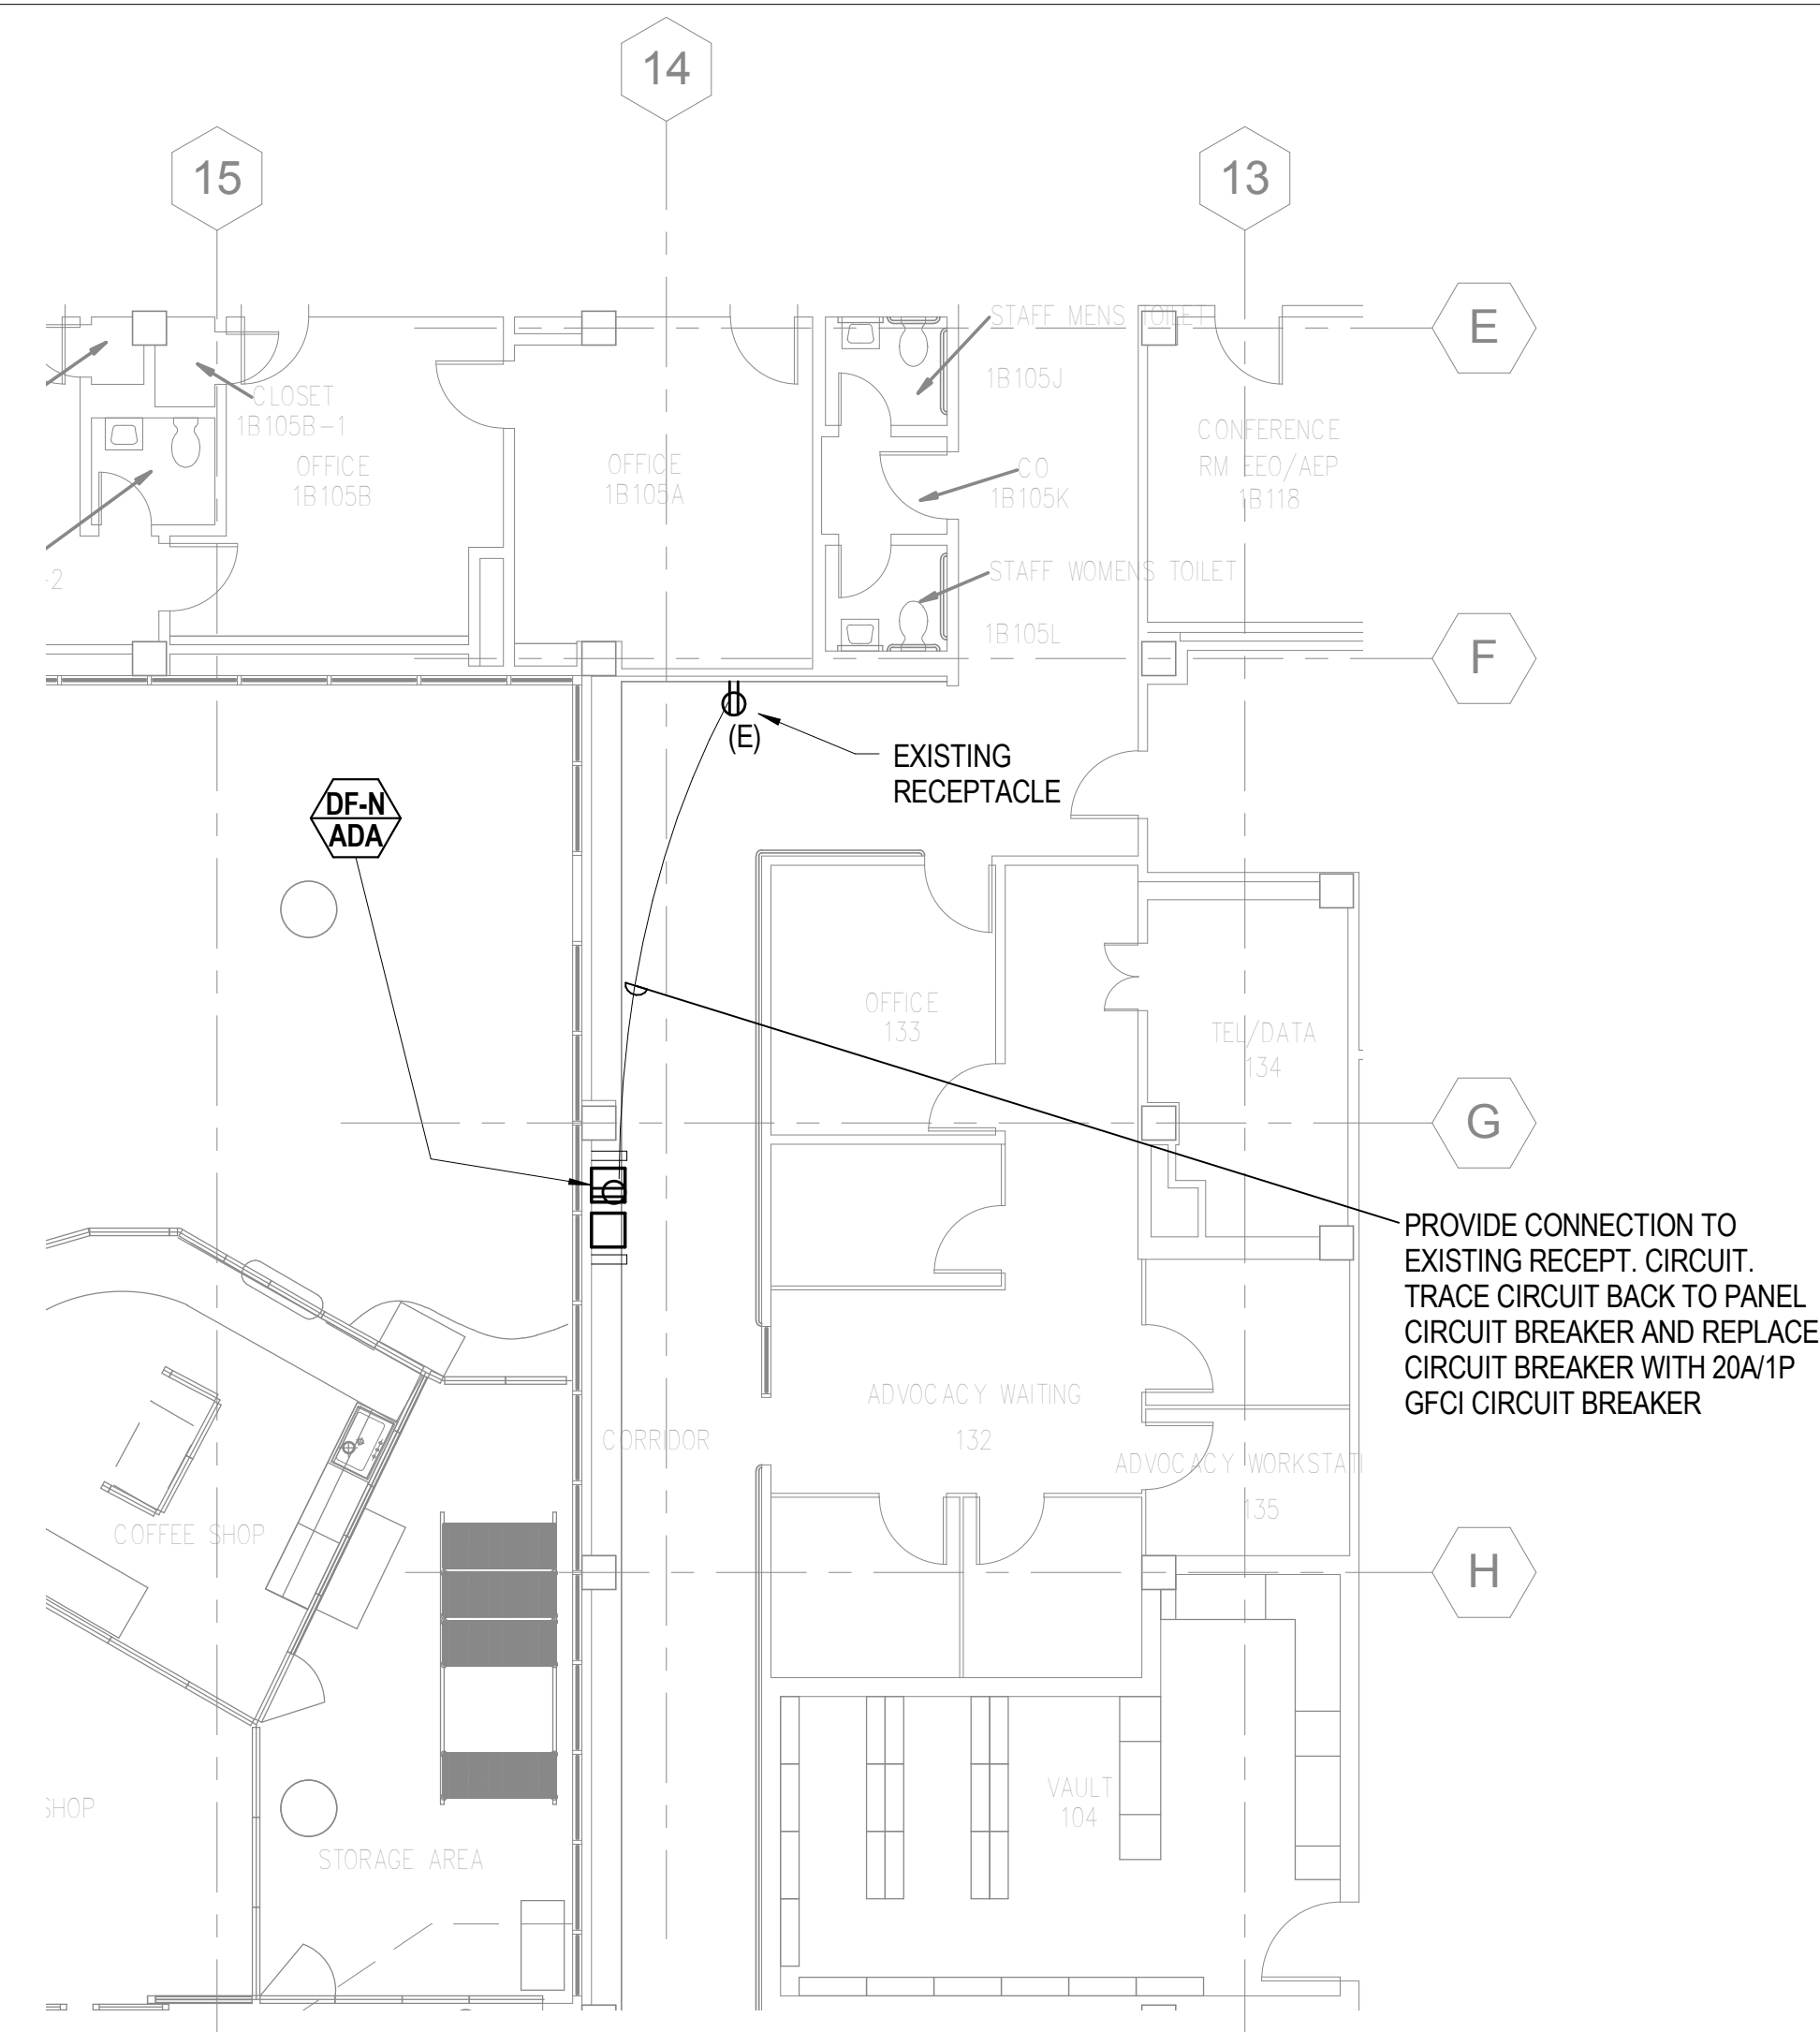 14
15
13
E
STAFF MENS TOILET
1B105J
CLOSET
1B105B-1
CONFERENCE
RM EEO/AEP
1B118
OFFICE
1B105B
OFFICE
1B105A
CO
1B105K
-2
STAFF WOMENS TOILET
1B105L
F
(E)
EXISTING
RECEPTACLE
DF-N
ADA
OFFICE
133
TEL/DATA
134
G
PROVIDE CONNECTION TO
EXISTING RECEPT. CIRCUIT.
TRACE CIRCUIT BACK TO PANEL
CIRCUIT BREAKER AND REPLACE
CIRCUIT BREAKER WITH 20A/1P
GFCI CIRCUIT BREAKER
ADVOCACY WAITING
132
CORRIDOR
ADVOCACY WORKSTATI
135
COFFEE SHOP
H
VAULT
104
SHOP
STORAGE AREA